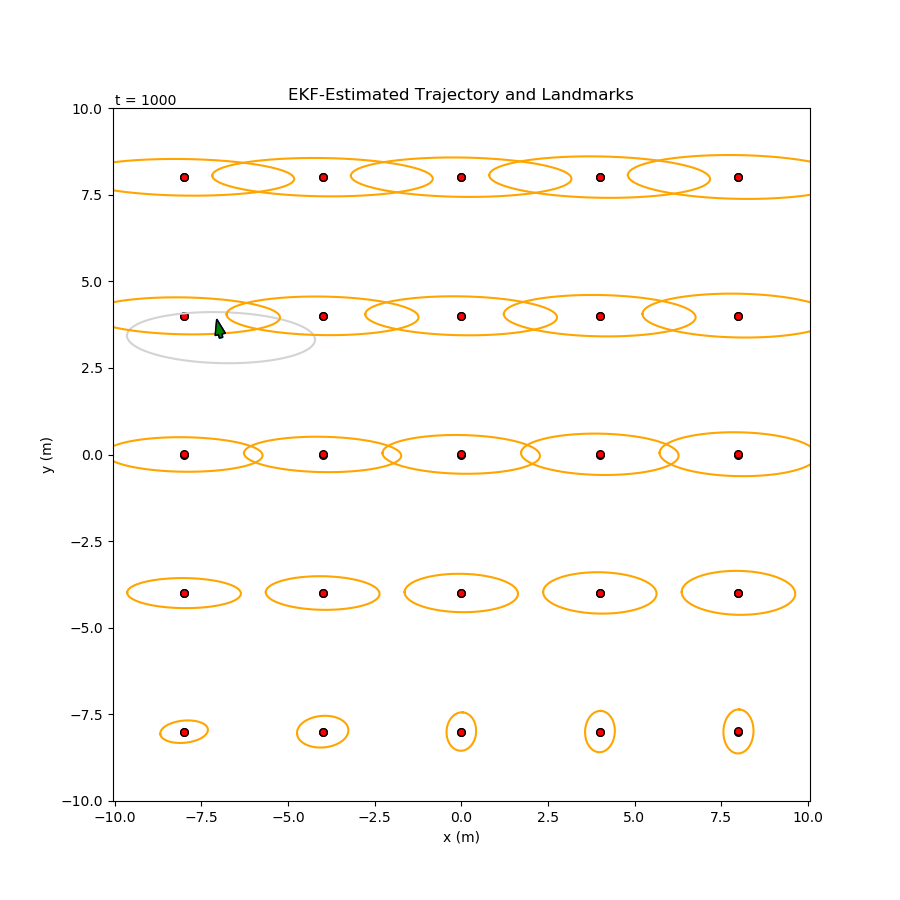 EKF-Estimated Trajectory and Landmarks
t = 1000
10.0
7.5
5.0
2.5
0.0
−2.5
−5.0
−7.5
−10.0
y (m)
−10.0 −7.5 −5.0 −2.5 0.0 2.5 5.0 7.5 10.0
x (m)